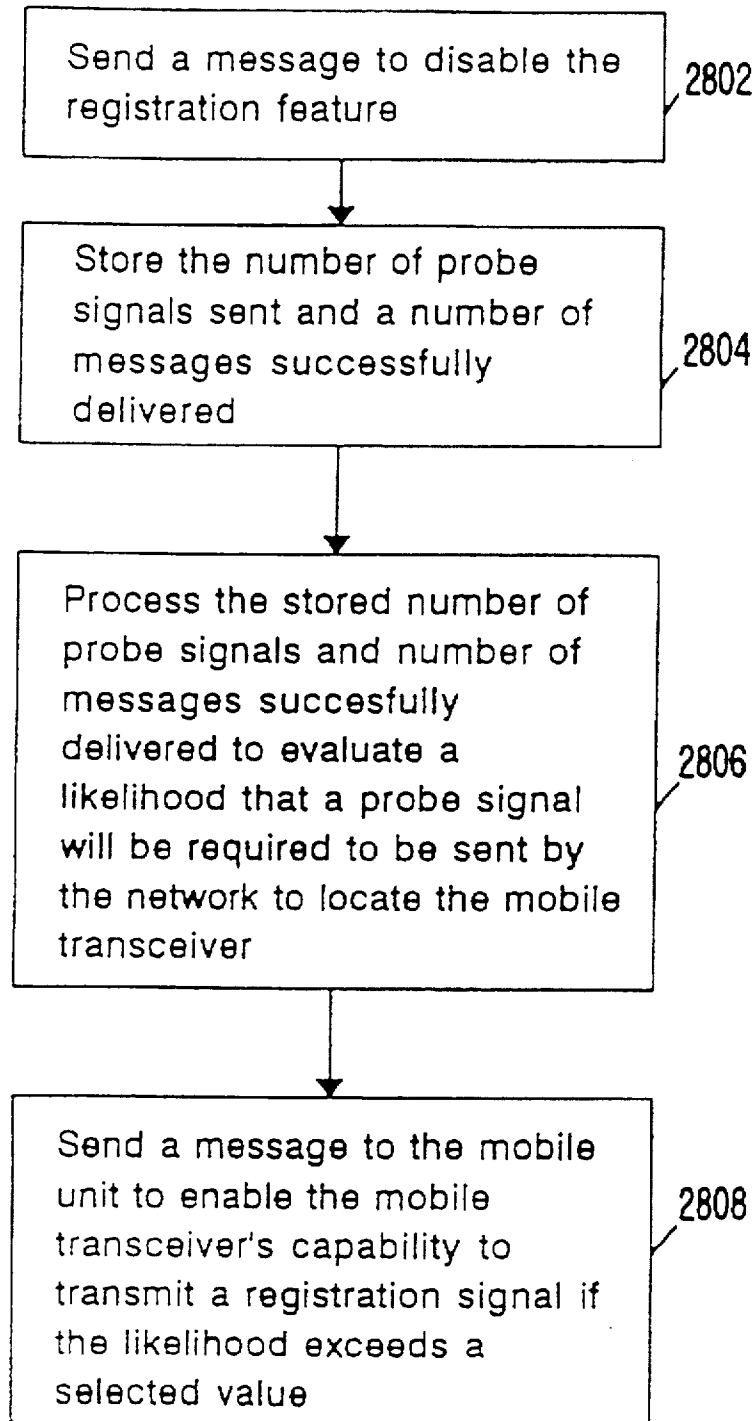 Send a message to disable the
registration feature
2802
Store the number of probe
signals sent and a number of
messages successfully
delivered
2804
Process the stored number of
probe signals and number of
messages succesfully
delivered to evaluate a
likelihood that a probe signal
will be required to be sent by
the network to locate the mobile
transceiver
2806
Send a message to the mobile
unit to enable the mobile
transceiver's capability to
transmit a registration signal if
the likelihood exceeds a
selected value
2808